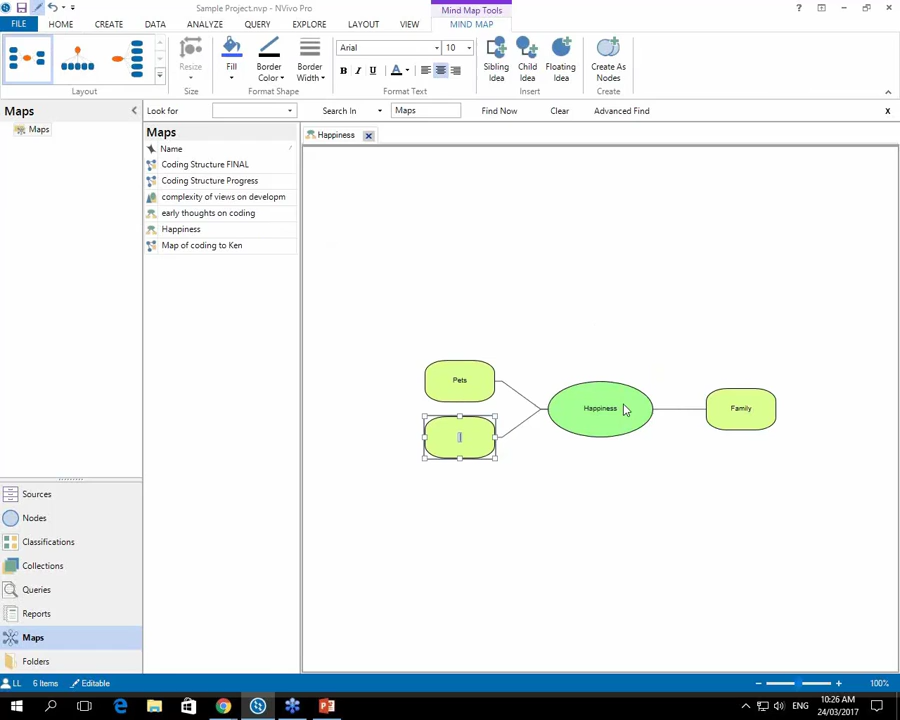 Sample Project.nvp - NVivo Pro
Mind Map Tools
FILE HOME CREATE DATA ANALYZE QUERY EXPLORE LAYOUT VIEW MIND MAP
Arial 10
Resize
Fill
Border Color
Border Width
B I U A
Sibling Idea
Child Idea
Floating Idea
Create As Nodes
Layout Size Format Shape Format Text Insert Create
Maps
Look for Search In Maps Find Now Clear Advanced Find x
Maps
Maps
Name
Coding Structure FINAL
Coding Structure Progress
complexity of views on developm
early thoughts on coding
Happiness
Map of coding to Ken
Happiness
Pets
Happiness
Family
Sources
Nodes
Classifications
Collections
Queries
Reports
Maps
Folders
LL 6 Items Editable 100%
ENG 10:26 AM
24/03/2017